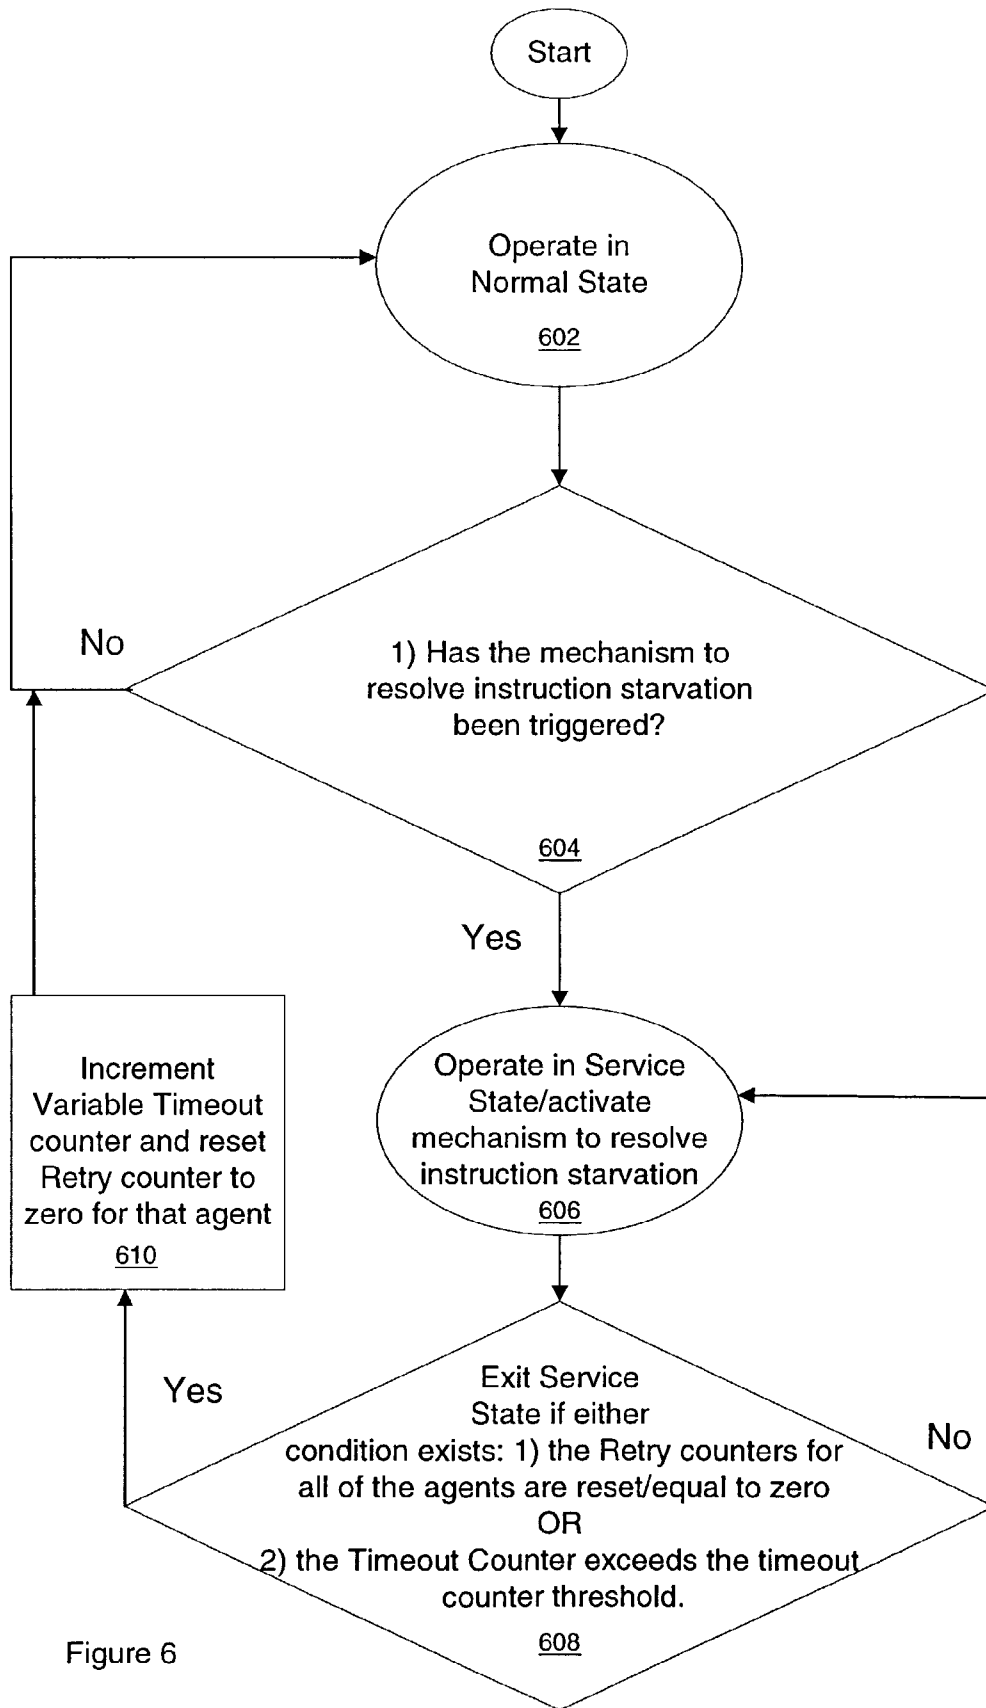 Start
Operate in
Normal State
602
No
1) Has the mechanism to
resolve instruction starvation
been triggered?
604
Yes
Increment
Variable Timeout
counter and reset
Retry counter to
zero for that agent
610
Operate in Service
State/activate
mechanism to resolve
instruction starvation
606
Yes
Exit Service
State if either
condition exists: 1) the Retry counters for
all of the agents are reset/equal to zero
OR
2) the Timeout Counter exceeds the timeout
counter threshold.
608
No
Figure 6